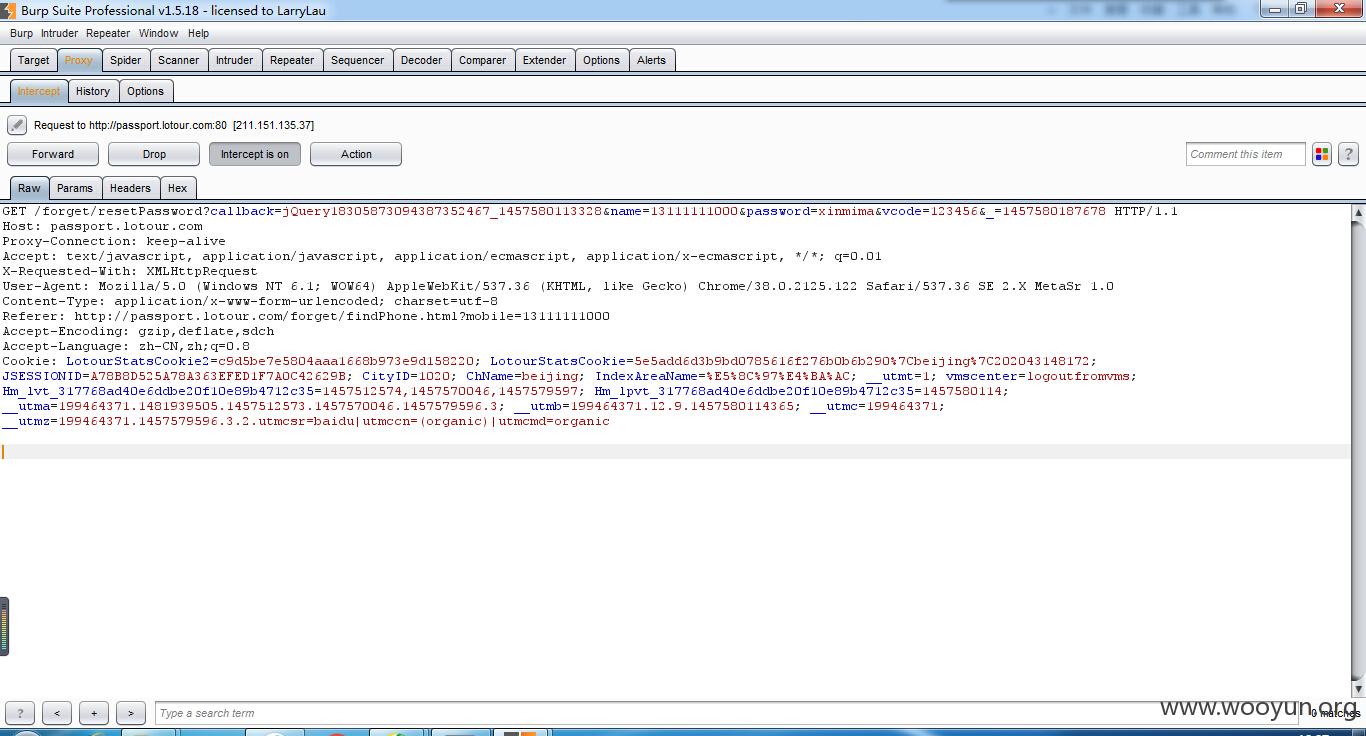 Burp Suite Professional v1.5.18 - licensed to LarryLau
Burp Intruder Repeater Window Help
Target Proxy Spider Scanner Intruder Repeater Sequencer Decoder Comparer Extender Options Alerts
Intercept History Options
Request to http://passport.lotour.com:80 [211.151.135.37]
Forward Drop Intercept is on Action Comment this item ?
Raw Params Headers Hex
GET /forget/resetPassword?callback=jQuery18305873094387352467_1457580113328&name=13111111000&password=xinmima&vcode=123456&_=1457580187678 HTTP/1.1
Host: passport.lotour.com
Proxy-Connection: keep-alive
Accept: text/javascript, application/javascript, application/ecmascript, application/x-ecmascript, */*; q=0.01
X-Requested-With: XMLHttpRequest
User-Agent: Mozilla/5.0 (Windows NT 6.1; WOW64) AppleWebKit/537.36 (KHTML, like Gecko) Chrome/38.0.2125.122 Safari/537.36 SE 2.X MetaSr 1.0
Content-Type: application/x-www-form-urlencoded; charset=utf-8
Referer: http://passport.lotour.com/forget/findPhone.html?mobile=13111111000
Accept-Encoding: gzip,deflate,sdch
Accept-Language: zh-CN,zh;q=0.8
Cookie: LotourStatsCookie2=c9d5be7e5804aaa1668b973e9d158220; LotourStatsCookie=5e5add6d3b9bd0785616f276b0b6b290%7Cbeijing%7C202043148172;
JSESSIONID=A78B8D525A78A363EFED1F7A0C42629B; CityID=1020; ChName=beijing; IndexAreaName=%E5%8C%97%E4%BA%AC; __utmt=1; vmscenter=logoutfromvms;
Hm_lvt_317768ad40e6ddbe20f10e89b4712c35=1457512574,1457570046,1457579597; Hm_lpvt_317768ad40e6ddbe20f10e89b4712c35=1457580114;
__utma=199464371.1481939505.1457512573.1457570046.1457579596.3; __utmb=199464371.12.9.1457580114365; __utmc=199464371;
__utmz=199464371.1457579596.3.2.utmcsr=baidu|utmccn=(organic)|utmcmd=organic
? < + > Type a search term 0 matches
www.wooyun.org